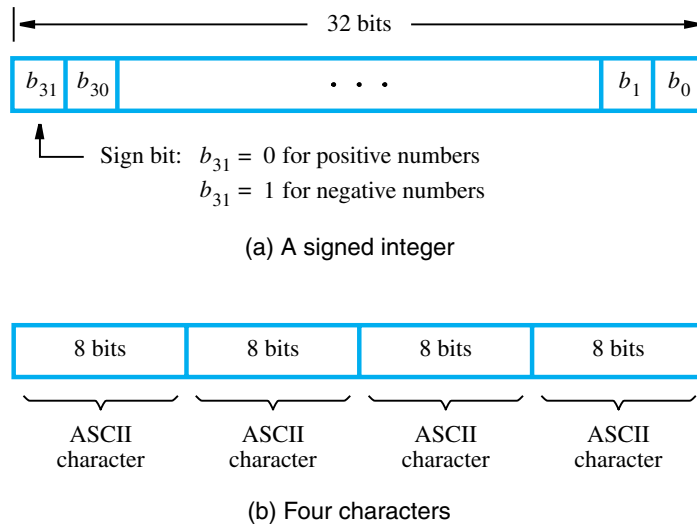 32 bits
b31 b30 . . . b1 b0
Sign bit: b31 = 0 for positive numbers
b31 = 1 for negative numbers
(a) A signed integer
8 bits 8 bits 8 bits 8 bits
ASCII ASCII ASCII ASCII
character character character character
(b) Four characters